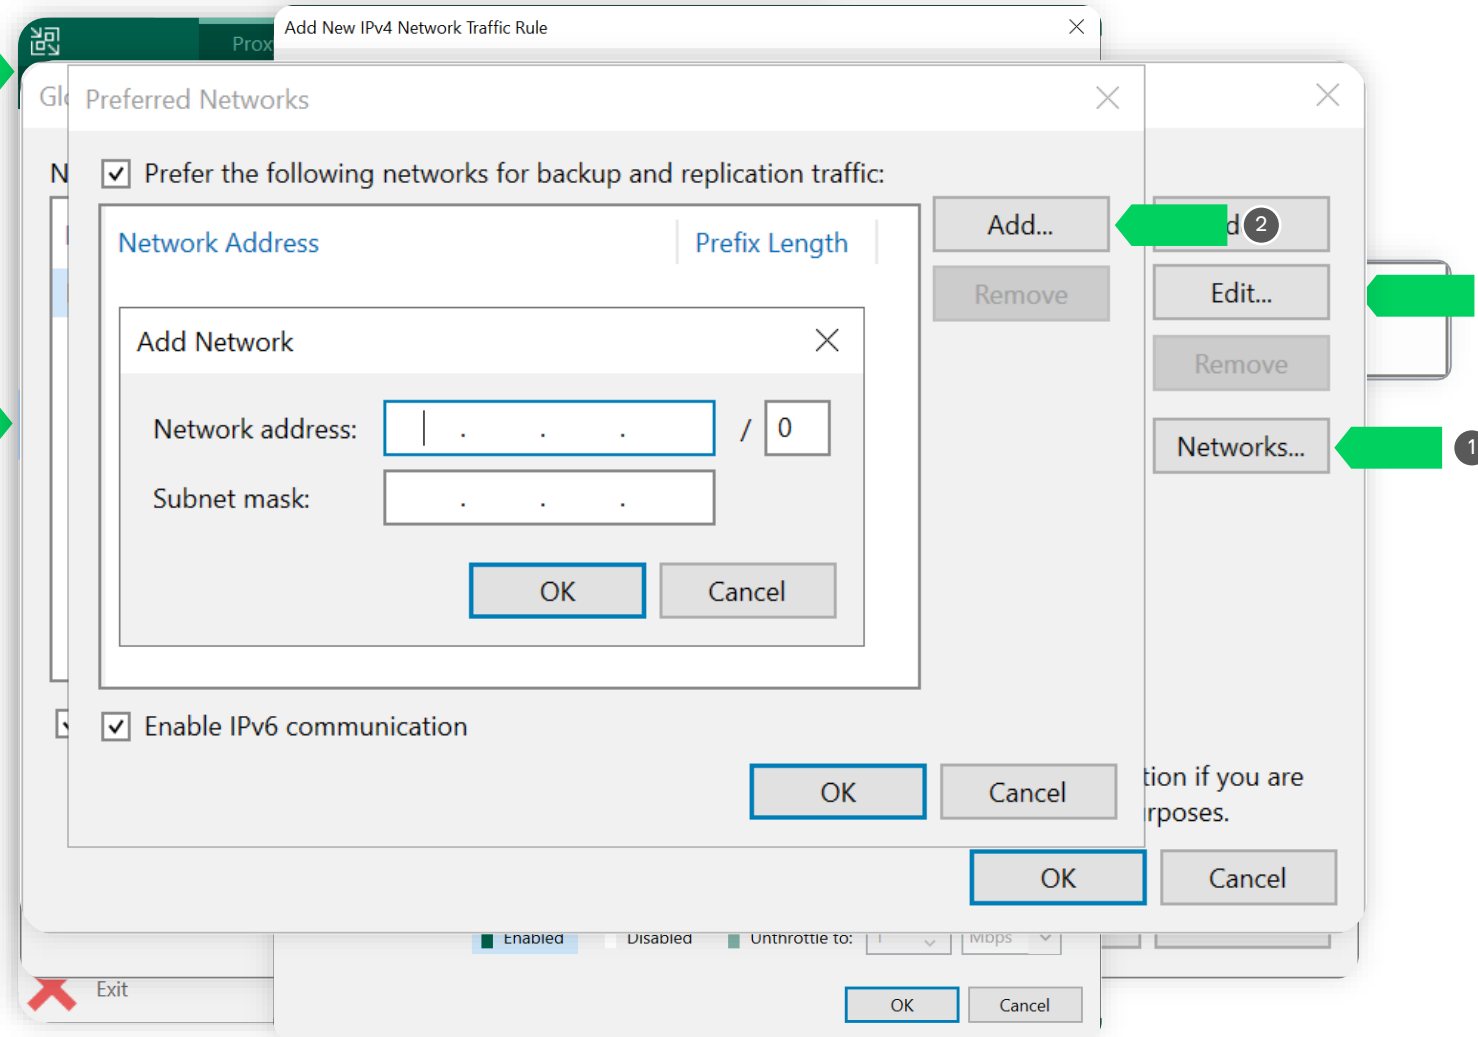 Add New IPv4 Network Traffic Rule
Prox
Glo
Preferred Networks
N
Prefer the following networks for backup and replication traffic:
Network Address
Prefix Length
Add...
2
d
Remove
Edit...
Remove
Add Network
Network address:
. . .
/
0
Subnet mask:
. . .
OK
Cancel
Networks...
1
Enable IPv6 communication
OK
Cancel
tion if you are
rposes.
OK
Cancel
Enabled
Disabled
Unthrottle to:
1
Mbps
Exit
OK
Cancel